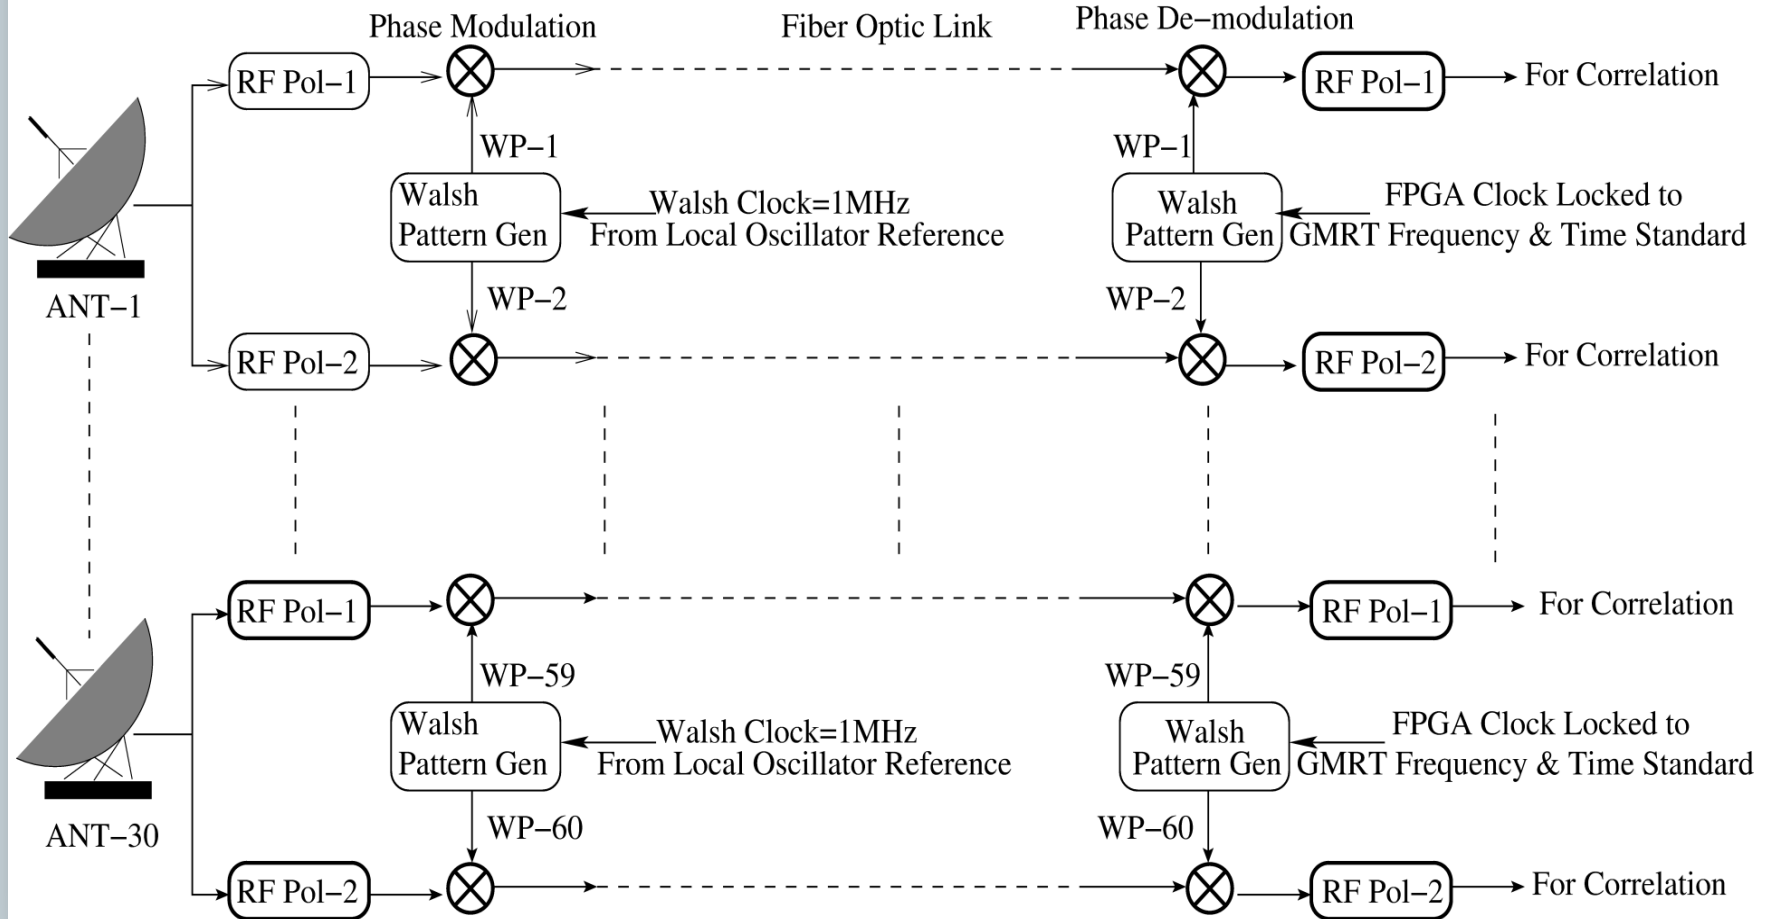 Phase Modulation
Fiber Optic Link
Phase De−modulation
RF Pol−1
RF Pol−1
For Correlation
WP−1
WP−1
Walsh
Pattern Gen
Walsh Clock=1MHz
From Local Oscillator Reference
Walsh
Pattern Gen
FPGA Clock Locked to
GMRT Frequency & Time Standard
ANT−1
WP−2
WP−2
RF Pol−2
RF Pol−2
For Correlation
RF Pol−1
RF Pol−1
For Correlation
WP−59
WP−59
Walsh
Pattern Gen
Walsh Clock=1MHz
From Local Oscillator Reference
Walsh
Pattern Gen
FPGA Clock Locked to
GMRT Frequency & Time Standard
ANT−30
WP−60
WP−60
RF Pol−2
RF Pol−2
For Correlation